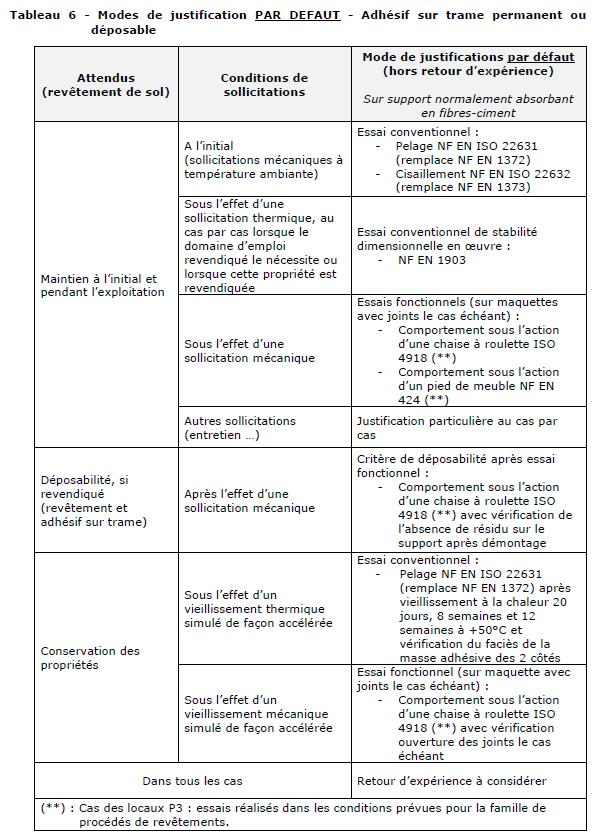 Tableau 6 - Modes de justification PAR DEFAUT - Adhésif sur trame permanent ou
déposable
Attendus
(revêtement de sol)
Conditions de
sollicitations
Mode de justifications par défaut
(hors retour d'expérience)
Sur support normalement absorbant
en fibres-ciment
Maintien à l'initial et
pendant l'exploitation
A l'initial
(sollicitations mécaniques à
température ambiante)
Essai conventionnel :
- Pelage NF EN ISO 22631
(remplace NF EN 1372)
- Cisaillement NF EN ISO 22632
(remplace NF EN 1373)
Sous l'effet d'une
sollicitation thermique, au
cas par cas lorsque le
domaine d'emploi
revendiqué le nécessite ou
lorsque cette propriété est
revendiquée
Essai conventionnel de stabilité
dimensionnelle en œuvre :
- NF EN 1903
Sous l'effet d'une
sollicitation mécanique
Essais fonctionnels (sur maquettes
avec joints le cas échéant) :
- Comportement sous l'action
d'une chaise à roulette ISO
4918 (**)
- Comportement sous l'action
d'un pied de meuble NF EN
424 (**)
Autres sollicitations
(entretien …)
Justification particulière au cas par
cas
Déposabilité, si
revendiqué
(revêtement et
adhésif sur trame)
Après l'effet d'une
sollicitation mécanique
Critère de déposabilité après essai
fonctionnel :
- Comportement sous l'action
d'une chaise à roulette ISO
4918 (**) avec vérification de
l'absence de résidu sur le
support après démontage
Conservation des
propriétés
Sous l'effet d'un
vieillissement thermique
simulé de façon accélérée
Essai conventionnel :
- Pelage NF EN ISO 22631
(remplace NF EN 1372) après
vieillissement à la chaleur 20
jours, 8 semaines et 12
semaines à +50°C et
vérification du faciès de la
masse adhésive des 2 côtés
Sous l'effet d'un
vieillissement mécanique
simulé de façon accélérée
Essai fonctionnel (sur maquette avec
joints le cas échéant) :
- Comportement sous l'action
d'une chaise à roulette ISO
4918 (**) avec vérification
ouverture des joints le cas
échéant
Dans tous les cas
Retour d'expérience à considérer
(**) : Cas des locaux P3 : essais réalisés dans les conditions prévues pour la famille de
procédés de revêtements.